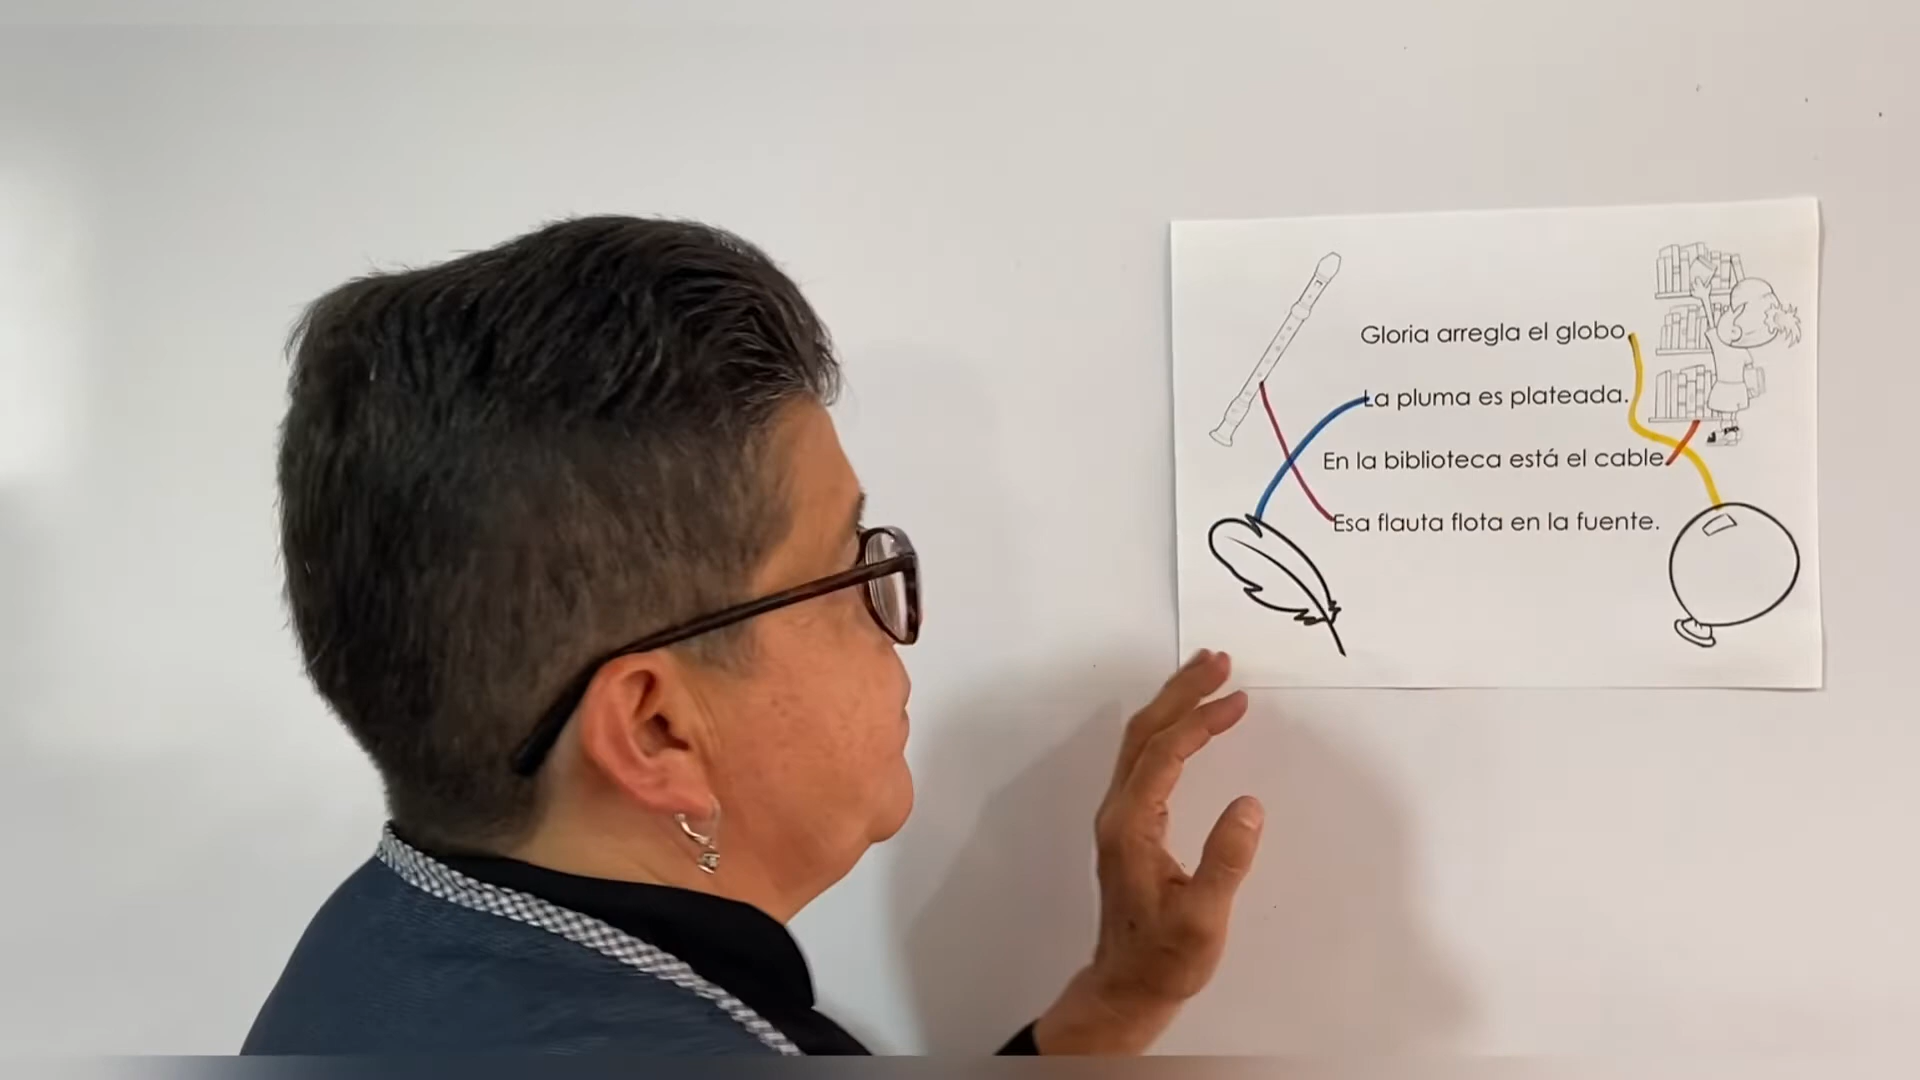 Gloria arregla el globo.
La pluma es plateada.
En la biblioteca está el cable.
Esa flauta flota en la fuente.